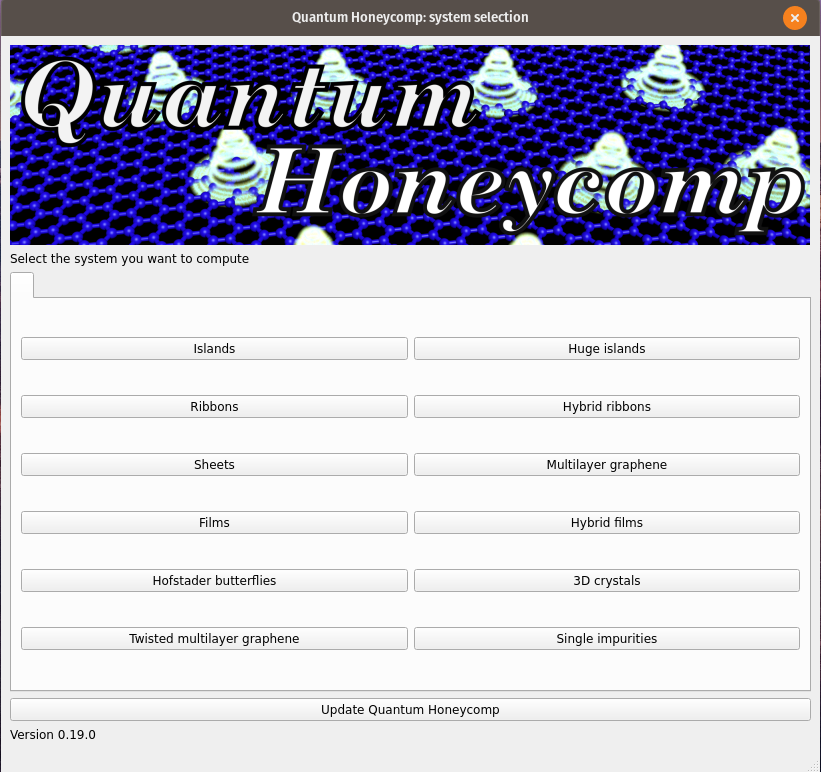 Quantum Honeycomp: system selection
Quantum
Honeycomp
Select the system you want to compute
Islands
Huge islands
Ribbons
Hybrid ribbons
Sheets
Multilayer graphene
Films
Hybrid films
Hofstader butterflies
3D crystals
Twisted multilayer graphene
Single impurities
Update Quantum Honeycomp
Version 0.19.0